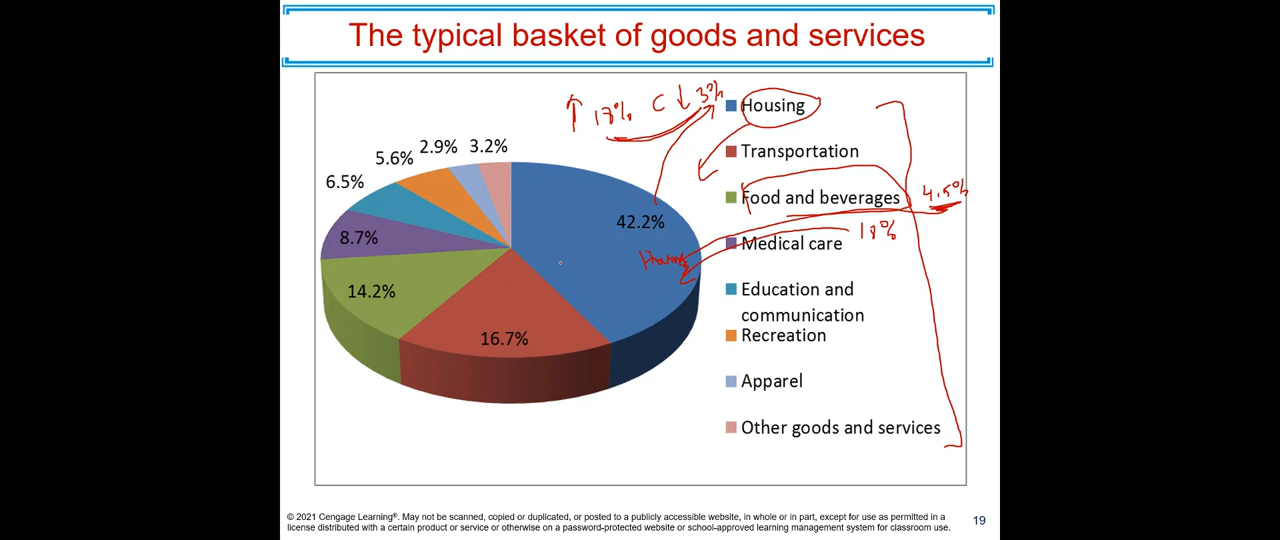 The typical basket of goods and services
↑ 18% C ↓ 3%
Housing
Transportation
Food and beverages
4.5%
Medical care
10%
Education and
communication
Recreation
Apparel
Other goods and services
3.2%
2.9%
5.6%
6.5%
8.7%
14.2%
16.7%
42.2%
© 2021 Cengage Learning®. May not be scanned, copied or duplicated, or posted to a publicly accessible website, in whole or in part, except for use as permitted in a
license distributed with a certain product or service or otherwise on a password-protected website or school-approved learning management system for classroom use.
19